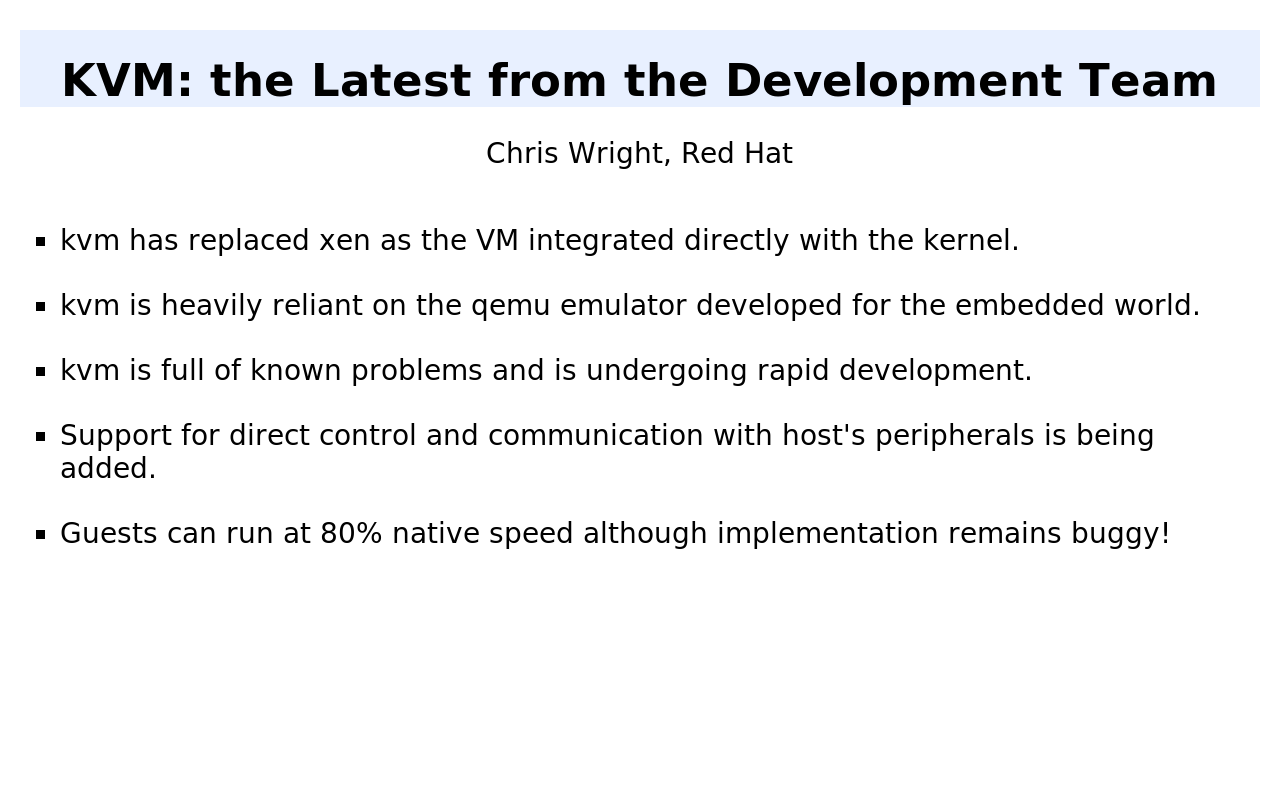 KVM: the Latest from the Development Team
Chris Wright, Red Hat
▪ kvm has replaced xen as the VM integrated directly with the kernel.
▪ kvm is heavily reliant on the qemu emulator developed for the embedded world.
▪ kvm is full of known problems and is undergoing rapid development.
▪ Support for direct control and communication with host's peripherals is being
added.
▪ Guests can run at 80% native speed although implementation remains buggy!